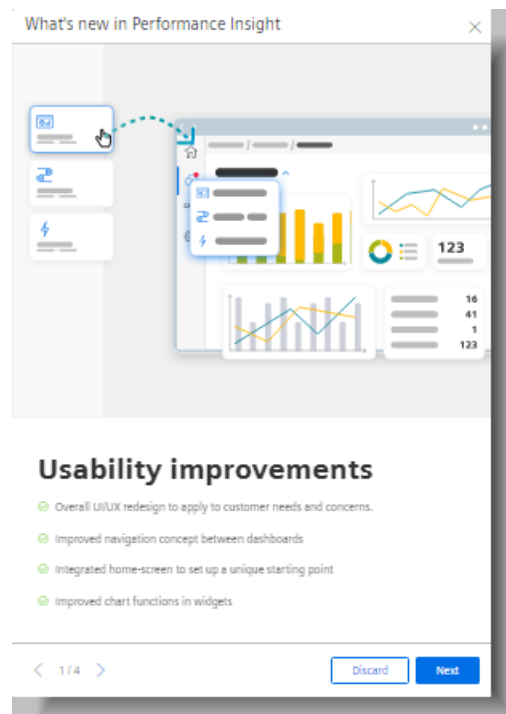 What's new in Performance Insight
123
16
41
1
123
Usability improvements
Overall UI/UX redesign to apply to customer needs and concerns.
Improved navigation concept between dashboards
Integrated home-screen to set up a unique starting point
Improved chart functions in widgets
1/4
Discard
Next